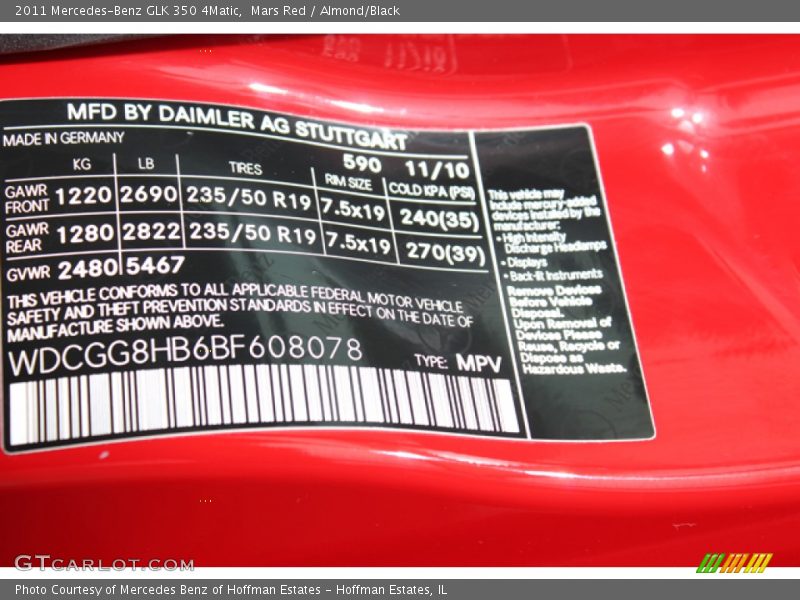 2011 Mercedes-Benz GLK 350 4Matic,  Mars Red / Almond/Black
MFD BY DAIMLER AG STUTTGART
MADE IN GERMANY
590 11/10
KG LB TIRES RIM SIZE COLD KPA (PSI)
GAWR FRONT 1220 2690 235/50 R19 7.5x19 240(35)
GAWR REAR 1280 2822 235/50 R19 7.5x19 270(39)
GVWR 2480 5467
THIS VEHICLE CONFORMS TO ALL APPLICABLE FEDERAL MOTOR VEHICLE
SAFETY AND THEFT PREVENTION STANDARDS IN EFFECT ON THE DATE OF
MANUFACTURE SHOWN ABOVE.
WDCGG8HB6BF608078
TYPE: MPV
This vehicle may
include mercury-added
devices installed by the
manufacturer:
• High Intensity
Discharge Headlamps
• Displays
• Back-lit Instruments
Remove Devices
Before Vehicle
Disposal.
Upon Removal of
Devices Please
Reuse, Recycle or
Dispose as
Hazardous Waste.
GTCARLOT.COM
Photo Courtesy of Mercedes Benz of Hoffman Estates - Hoffman Estates, IL